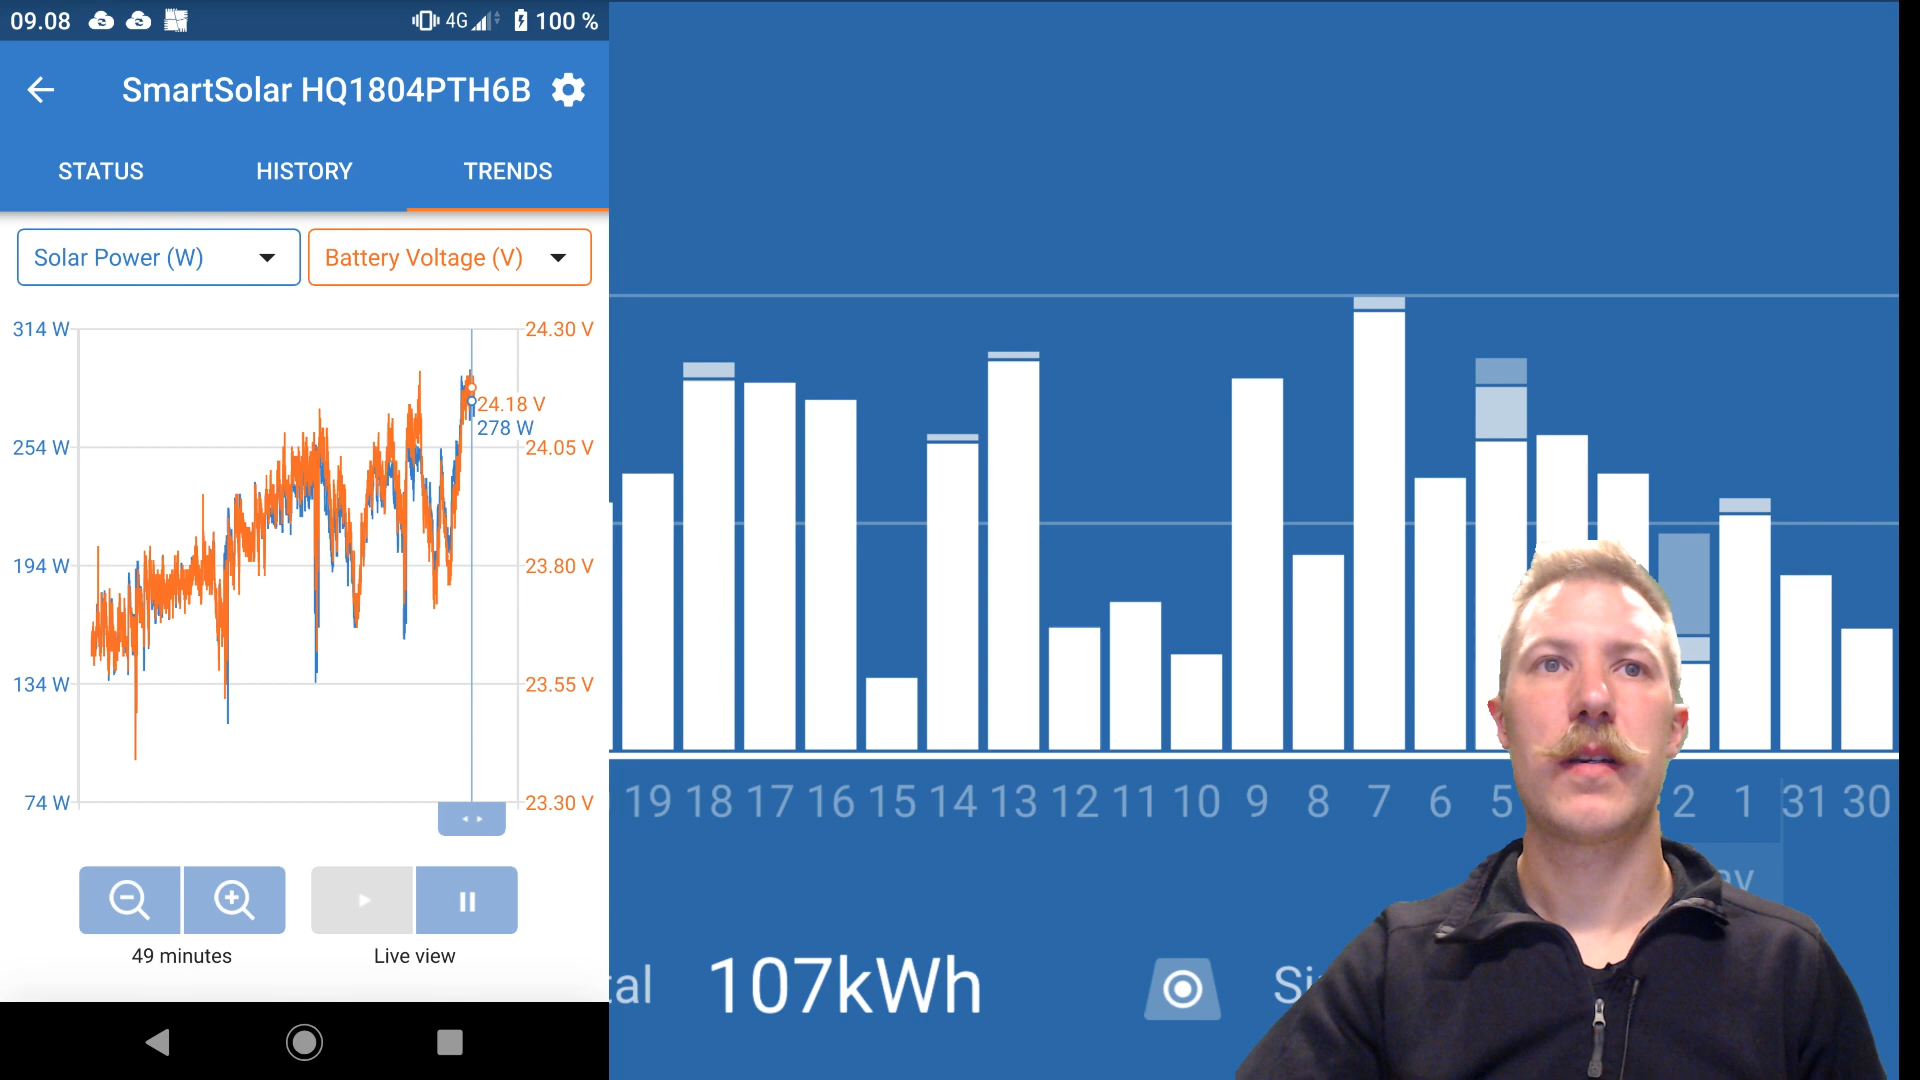 09.08 4G 100 %
SmartSolar HQ1804PTH6B
STATUS HISTORY TRENDS
Solar Power (W) Battery Voltage (V)
314 W 24.30 V
24.18 V
278 W
254 W 24.05 V
194 W 23.80 V
134 W 23.55 V
74 W 23.30 V
49 minutes Live view
19 18 17 16 15 14 13 12 11 10 9 8 7 6 5 2 1 31 30
107kWh